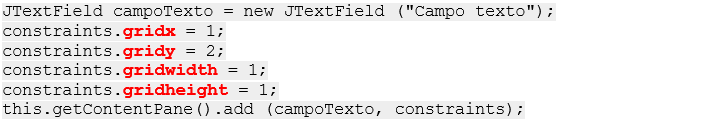 JTextField campoTexto = new JTextField ("Campo texto");
constraints.gridx = 1;
constraints.gridy = 2;
constraints.gridwidth = 1;
constraints.gridheight = 1;
this.getContentPane().add (campoTexto, constraints);